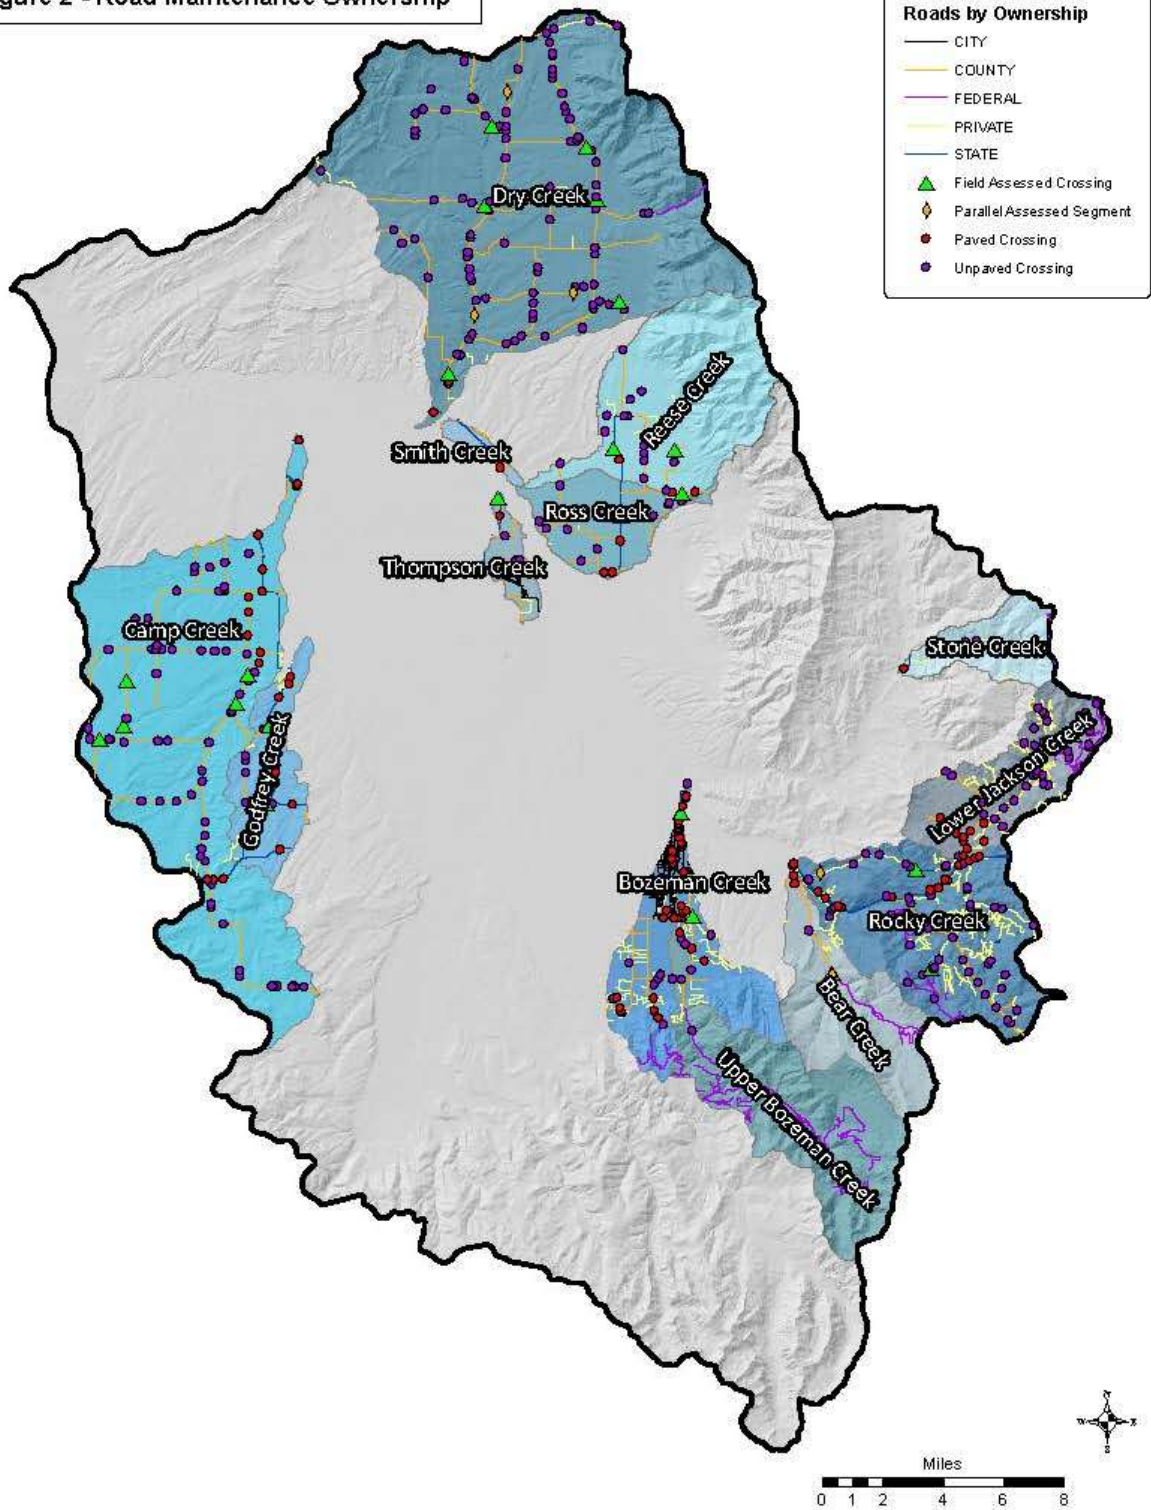 gure 2 - Road Maintenance Ownership
Roads by Ownership
CITY
COUNTY
FEDERAL
PRIVATE
STATE
Field Assessed Crossing
Parallel Assessed Segment
Paved Crossing
Unpaved Crossing
Dry Creek
Reese Creek
Smith Creek
Ross Creek
Thompson Creek
Camp Creek
Stone Creek
Godfrey Creek
Lower Jackson Creek
Bozeman Creek
Rocky Creek
Bear Creek
Upper Bozeman Creek
N
W E
S
Miles
0 1 2 4 6 8